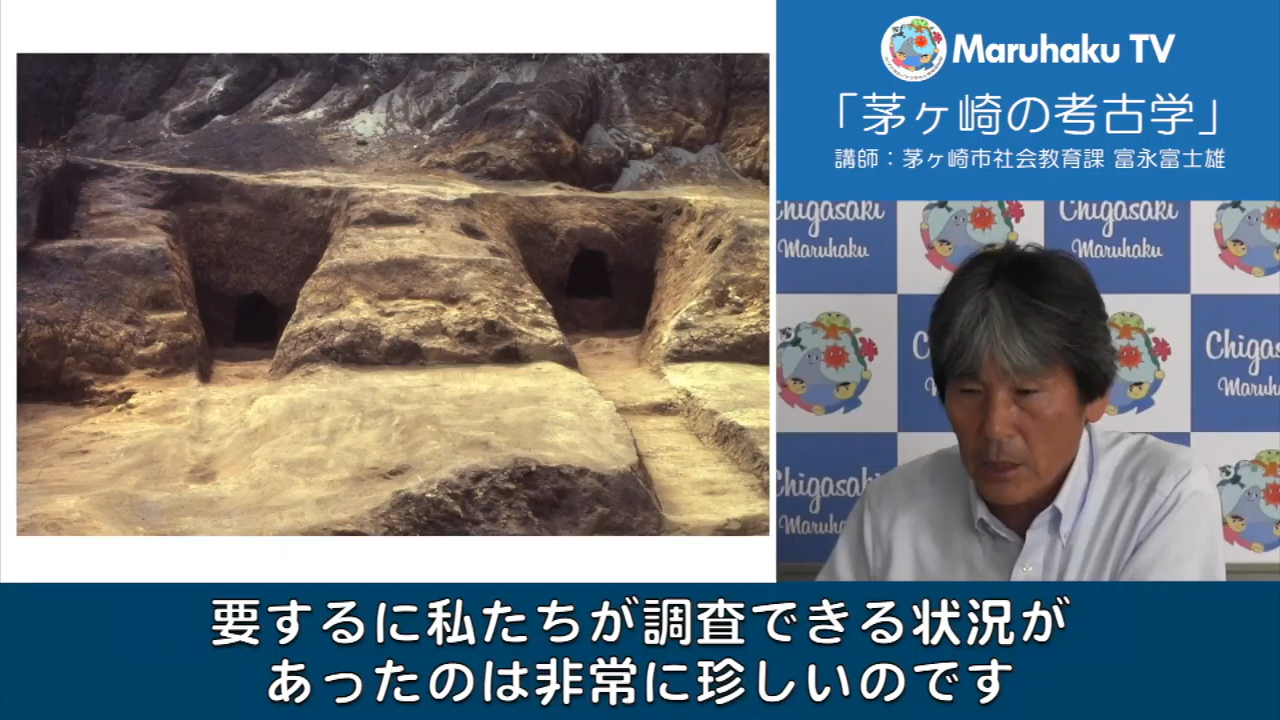 Maruhaku TV
「茅ヶ崎の考古学」
講師：茅ヶ崎市社会教育課 富永富士雄
Chigasaki
Maruhaku
Chigasaki
Maruhaku
Maruhaku
Chigasaki
要するに私たちが調査できる状況が
あったのは非常に珍しいのです